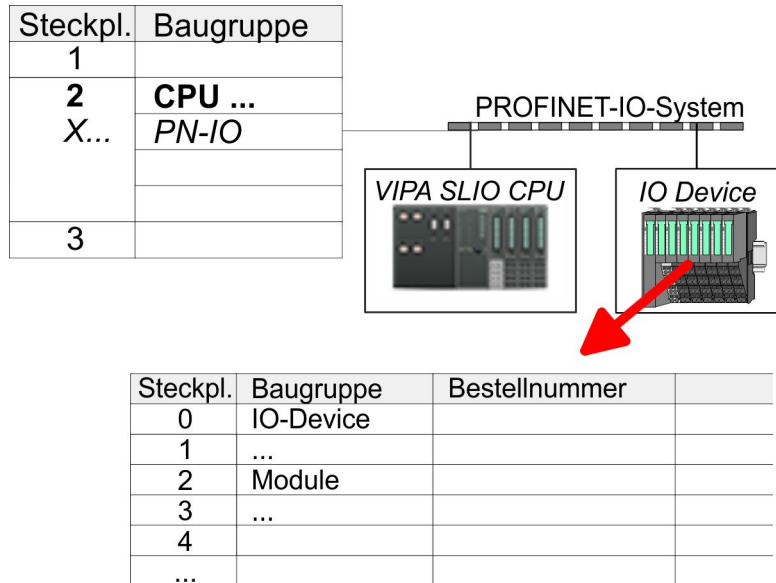 Steckpl. Baugruppe
1
2 CPU ...
X... PN-IO
3
PROFINET-IO-System
VIPA SLIO CPU
IO Device
Steckpl. Baugruppe Bestellnummer
0 IO-Device
1 ...
2 Module
3 ...
4
...